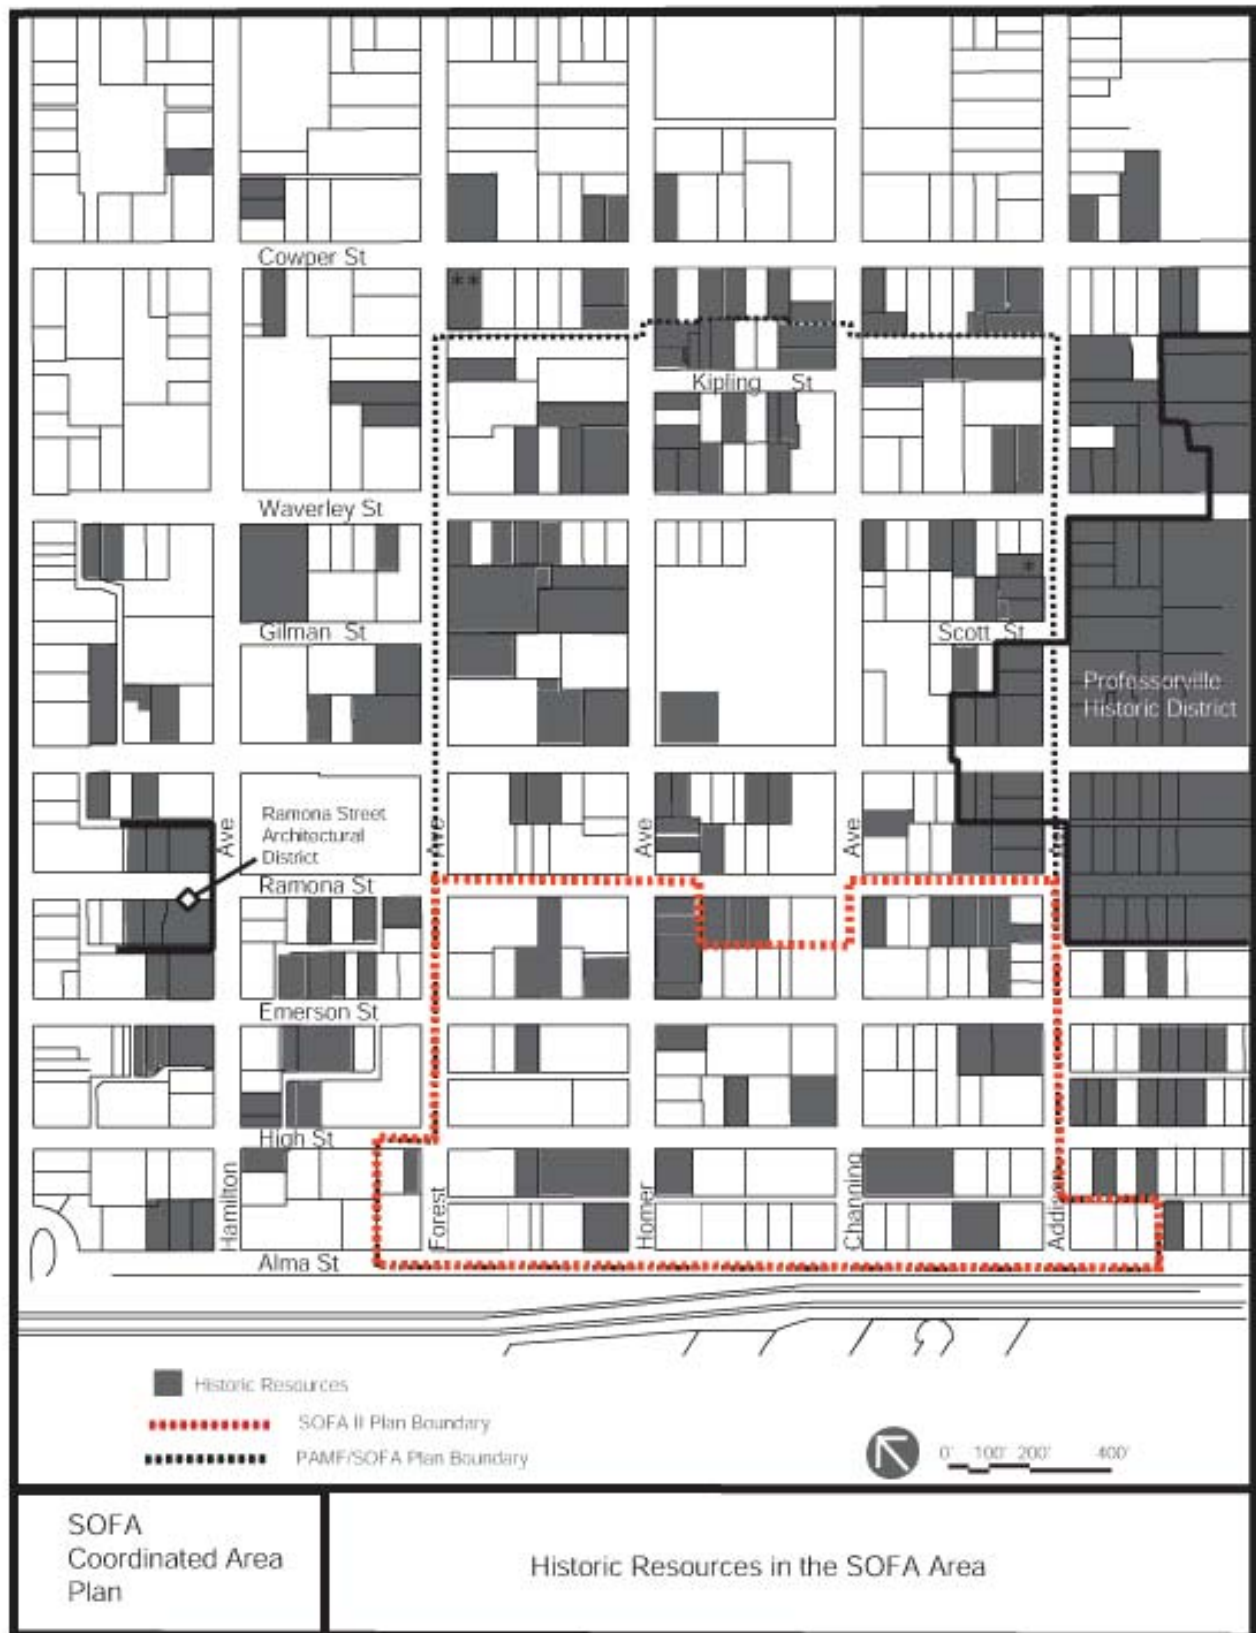 Cowper St
**
Kipling St
Waverley St
*
Gilman St
Scott St
Professorville
Historic District
Ramona Street
Architectural
District
Ave
Ave
Ave
Ave
Ramona St
Emerson St
High St
Hamilton
Forest
Homer
Channing
Alma St
Historic Resources
SOFA II Plan Boundary
PAMF/SOFA Plan Boundary
0' 100' 200' 400'
SOFA
Coordinated Area
Plan
Historic Resources in the SOFA Area